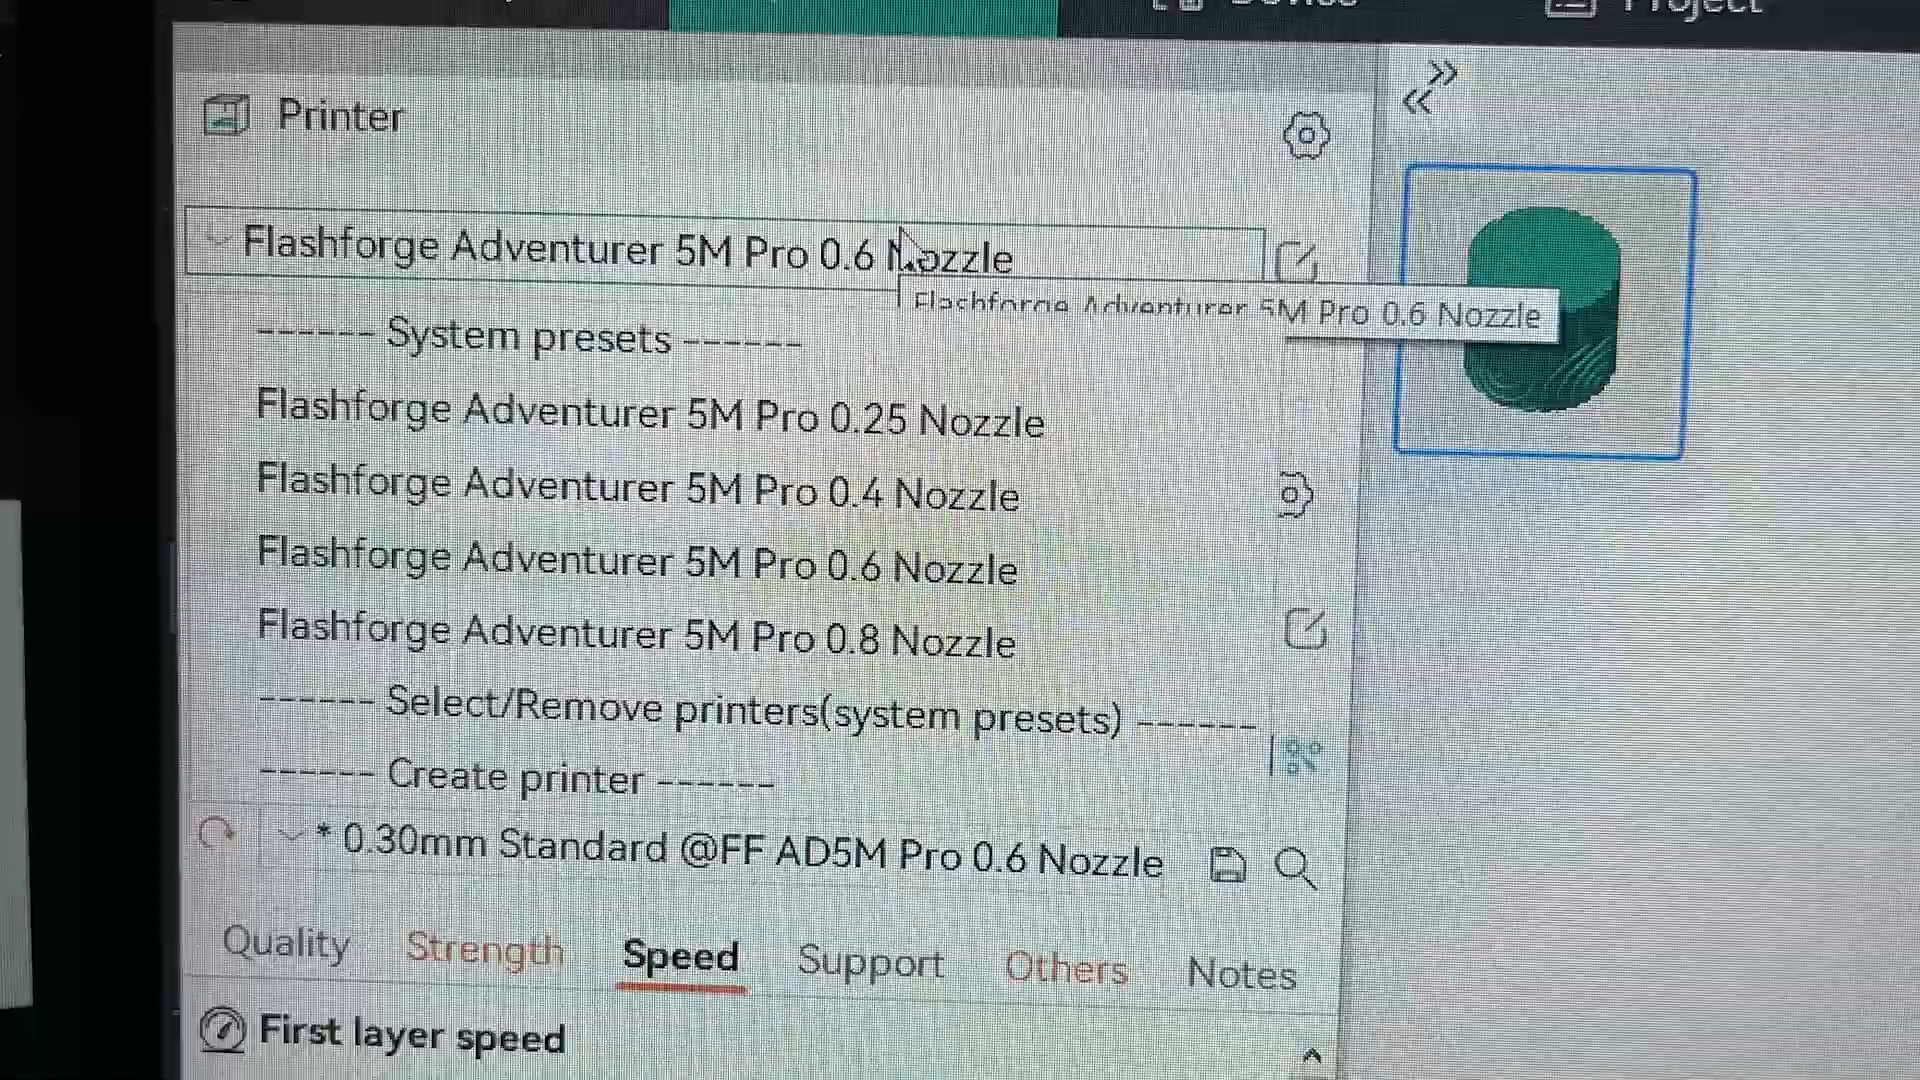 Project
Printer
Flashforge Adventurer 5M Pro 0.6 Nozzle
Flashforge Adventurer 5M Pro 0.6 Nozzle
------ System presets ------
Flashforge Adventurer 5M Pro 0.25 Nozzle
Flashforge Adventurer 5M Pro 0.4 Nozzle
Flashforge Adventurer 5M Pro 0.6 Nozzle
Flashforge Adventurer 5M Pro 0.8 Nozzle
------ Select/Remove printers(system presets) ------
------ Create printer ------
* 0.30mm Standard @FF AD5M Pro 0.6 Nozzle
Quality Strength Speed Support Others Notes
First layer speed